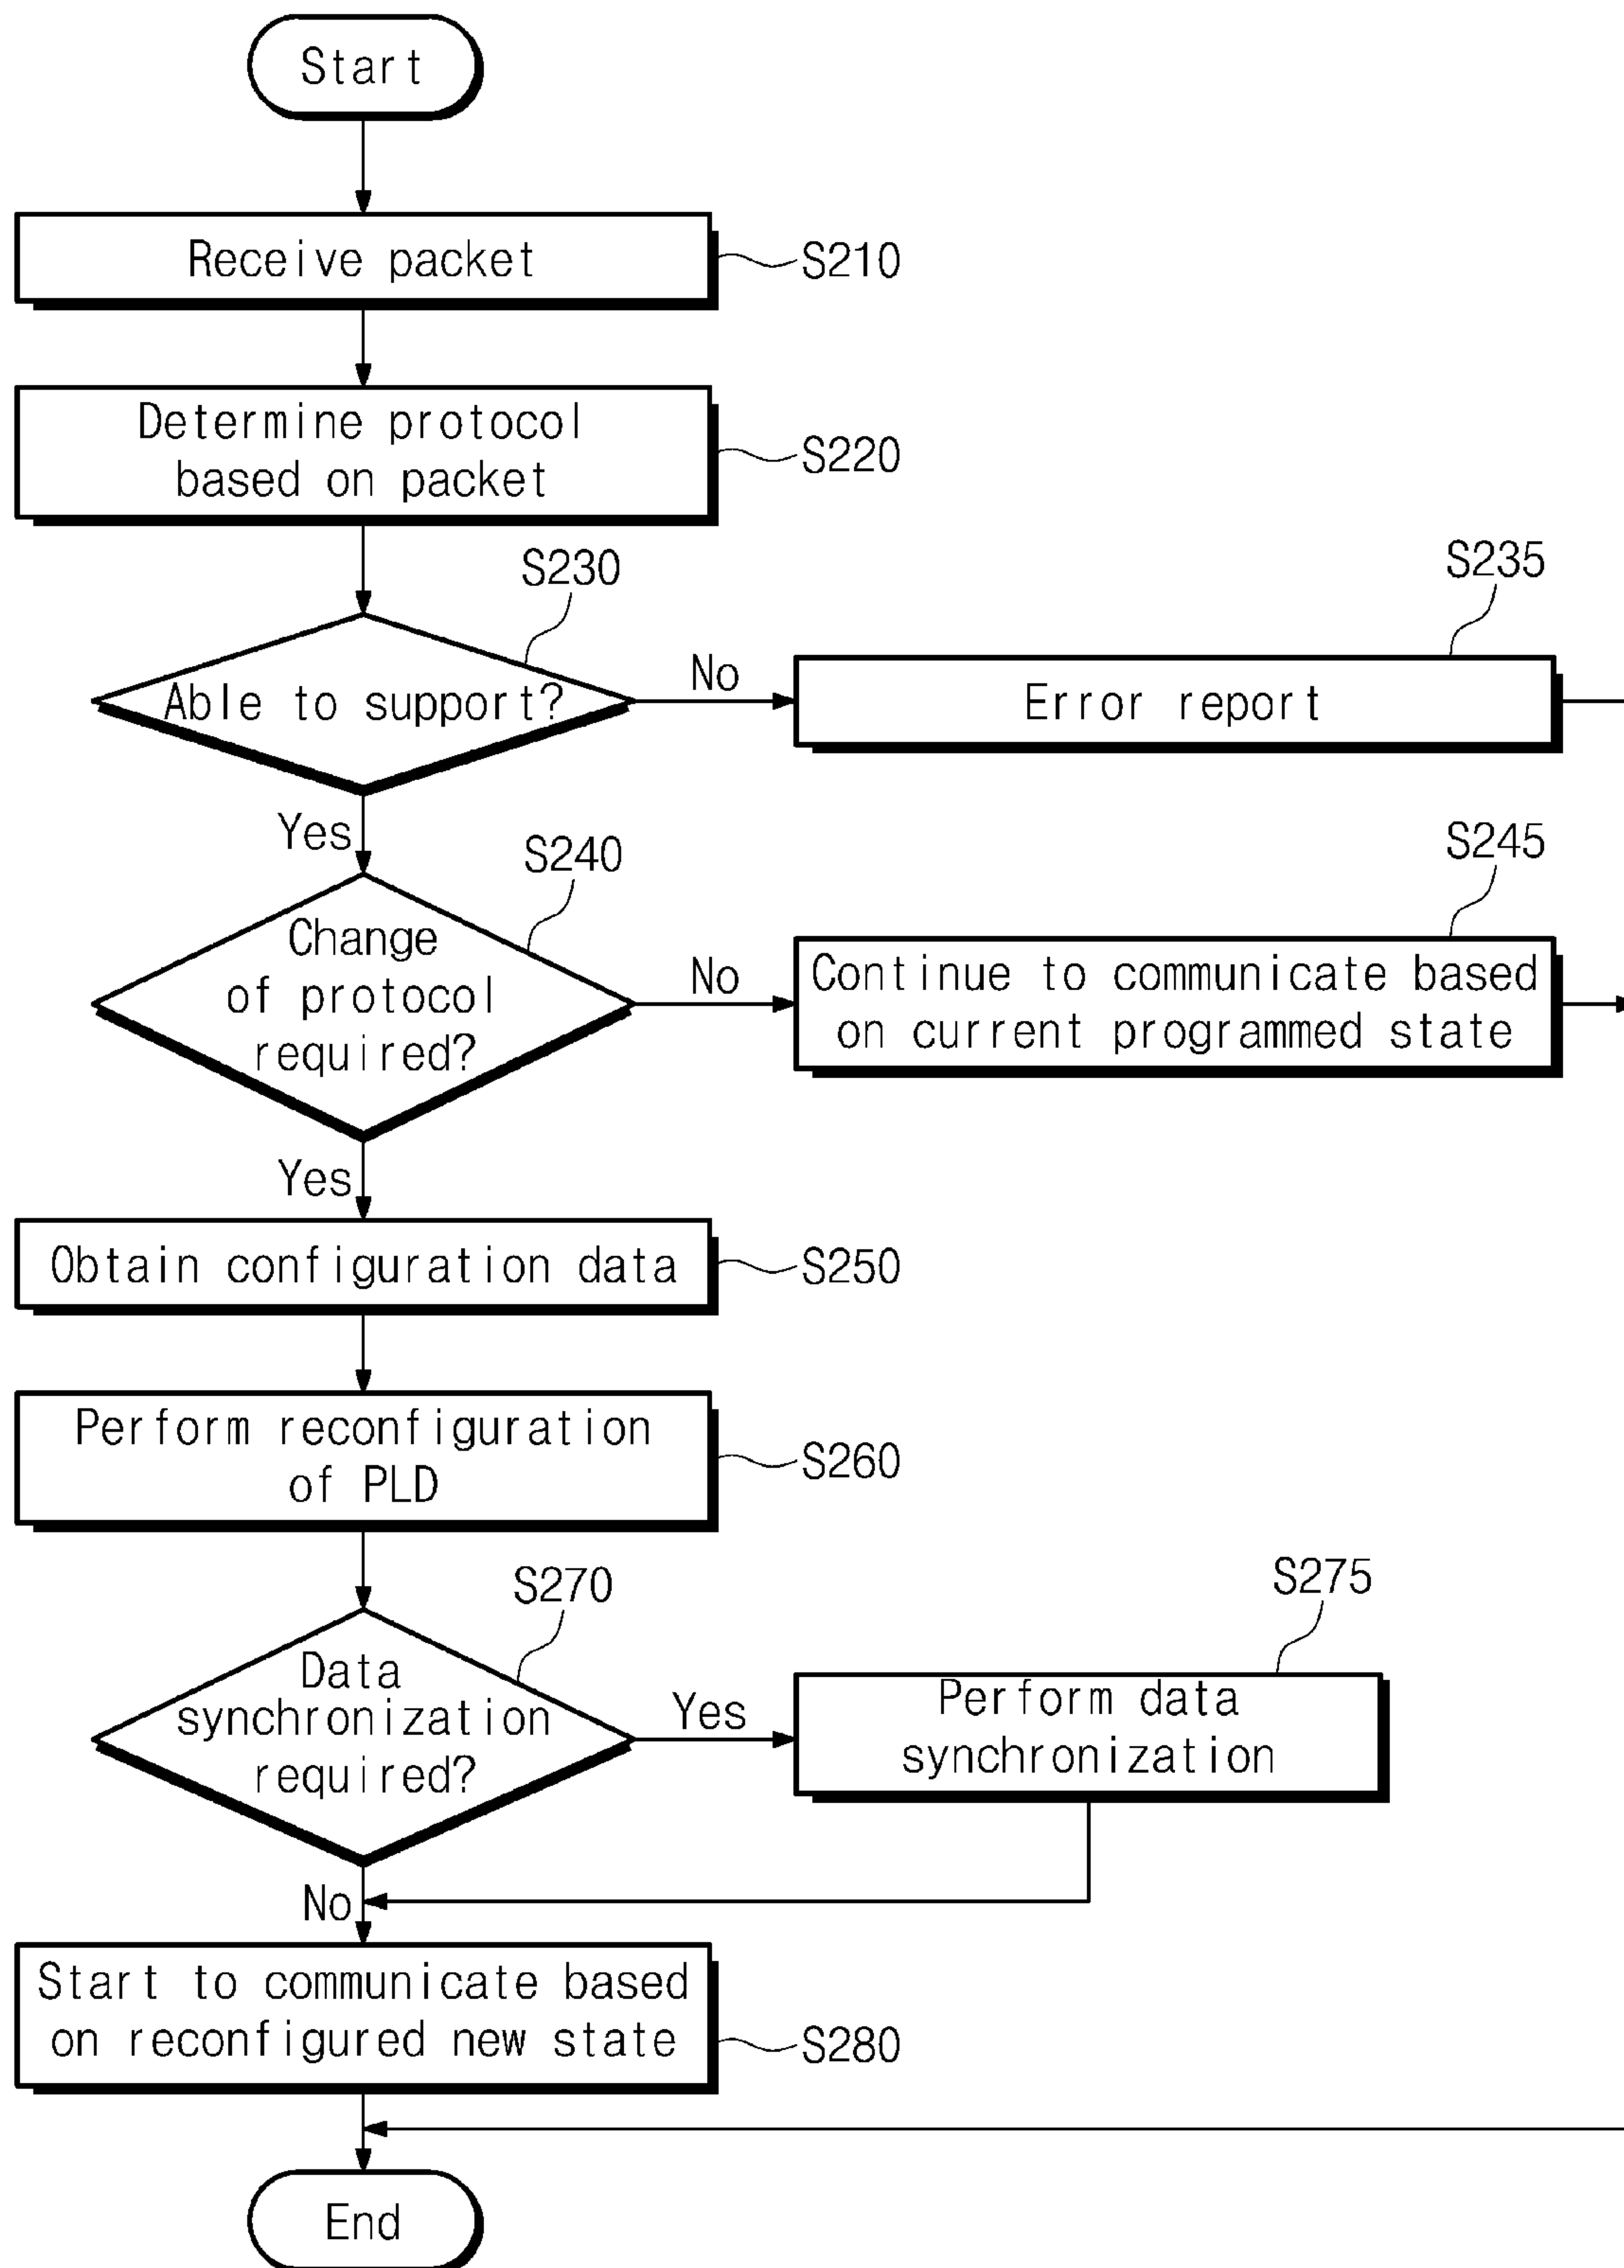 Start
Receive packet
S210
Determine protocol
based on packet
S220
S230
Able to support?
No
S235
Error report
Yes
S240
Change
of protocol
required?
No
S245
Continue to communicate based
on current programmed state
Yes
Obtain configuration data
S250
Perform reconfiguration
of PLD
S260
S270
Data
synchronization
required?
Yes
S275
Perform data
synchronization
No
Start to communicate based
on reconfigured new state
S280
End